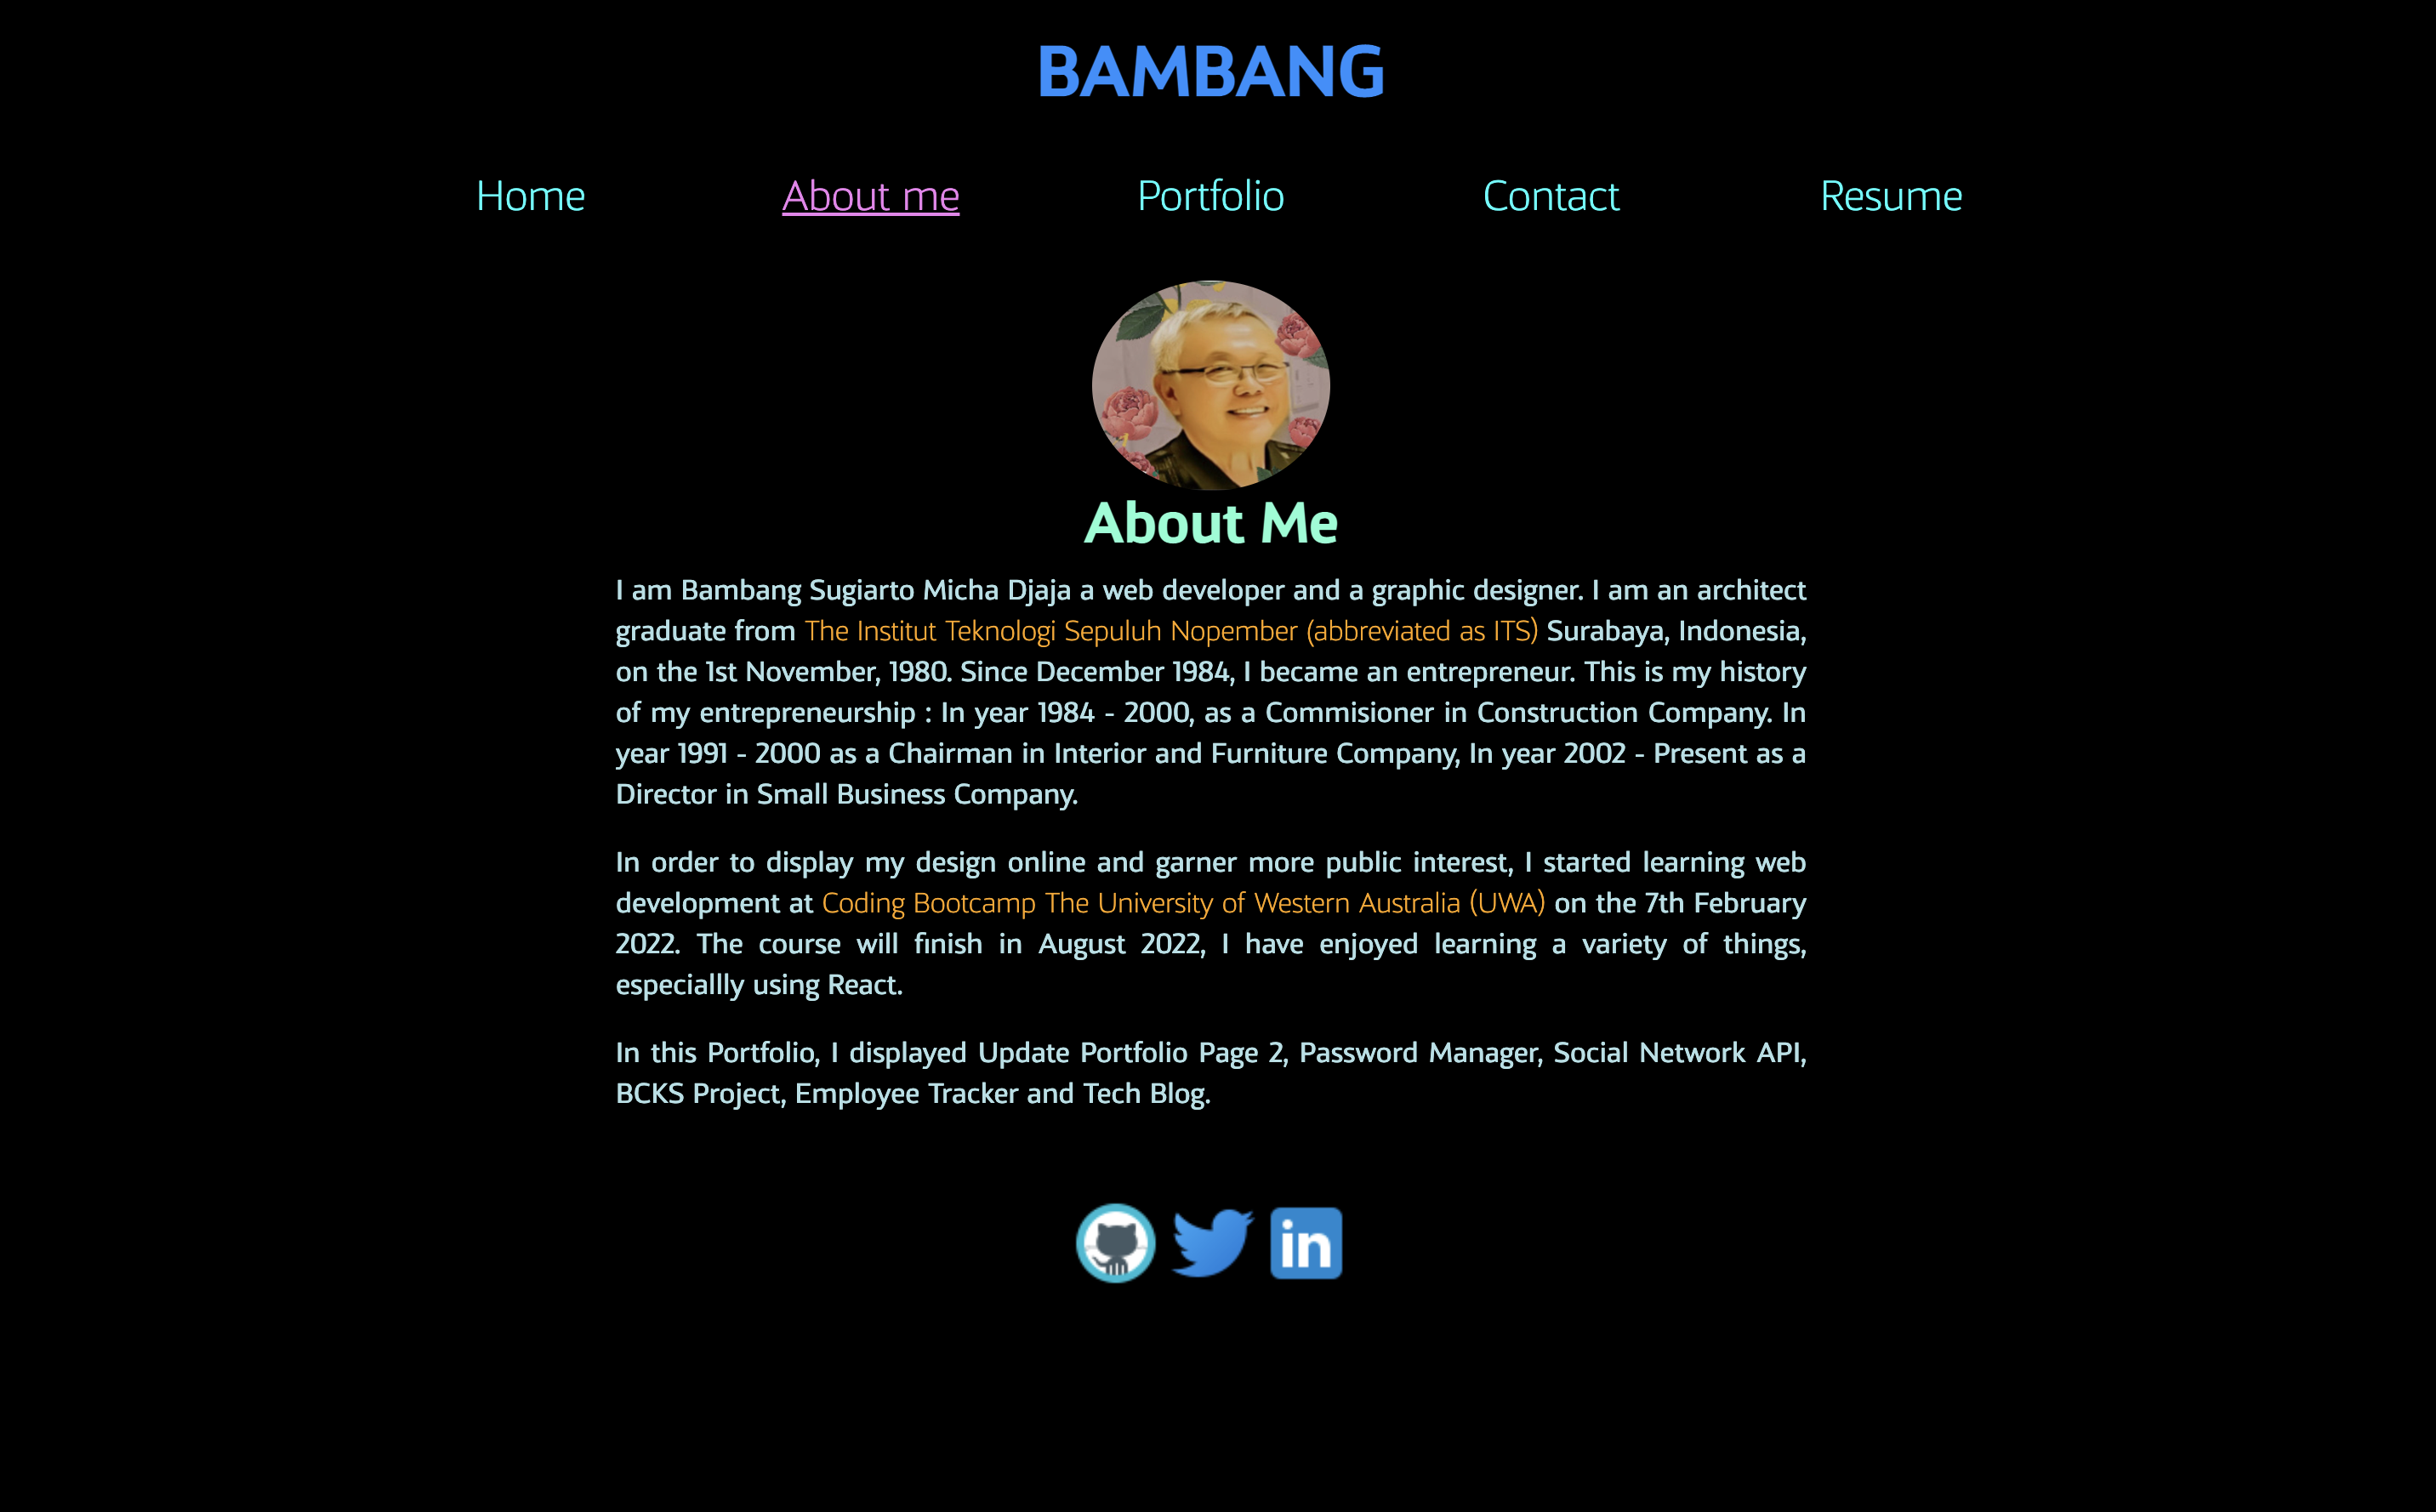 BAMBANG
Home About me Portfolio Contact Resume
About Me
I am Bambang Sugiarto Micha Djaja a web developer and a graphic designer. I am an architect
graduate from The Institut Teknologi Sepuluh Nopember (abbreviated as ITS) Surabaya, Indonesia,
on the 1st November, 1980. Since December 1984, I became an entrepreneur. This is my history
of my entrepreneurship : In year 1984 - 2000, as a Commisioner in Construction Company. In
year 1991 - 2000 as a Chairman in Interior and Furniture Company, In year 2002 - Present as a
Director in Small Business Company.
In order to display my design online and garner more public interest, I started learning web
development at Coding Bootcamp The University of Western Australia (UWA) on the 7th February
2022. The course will finish in August 2022, I have enjoyed learning a variety of things,
especiallly using React.
In this Portfolio, I displayed Update Portfolio Page 2, Password Manager, Social Network API,
BCKS Project, Employee Tracker and Tech Blog.
in